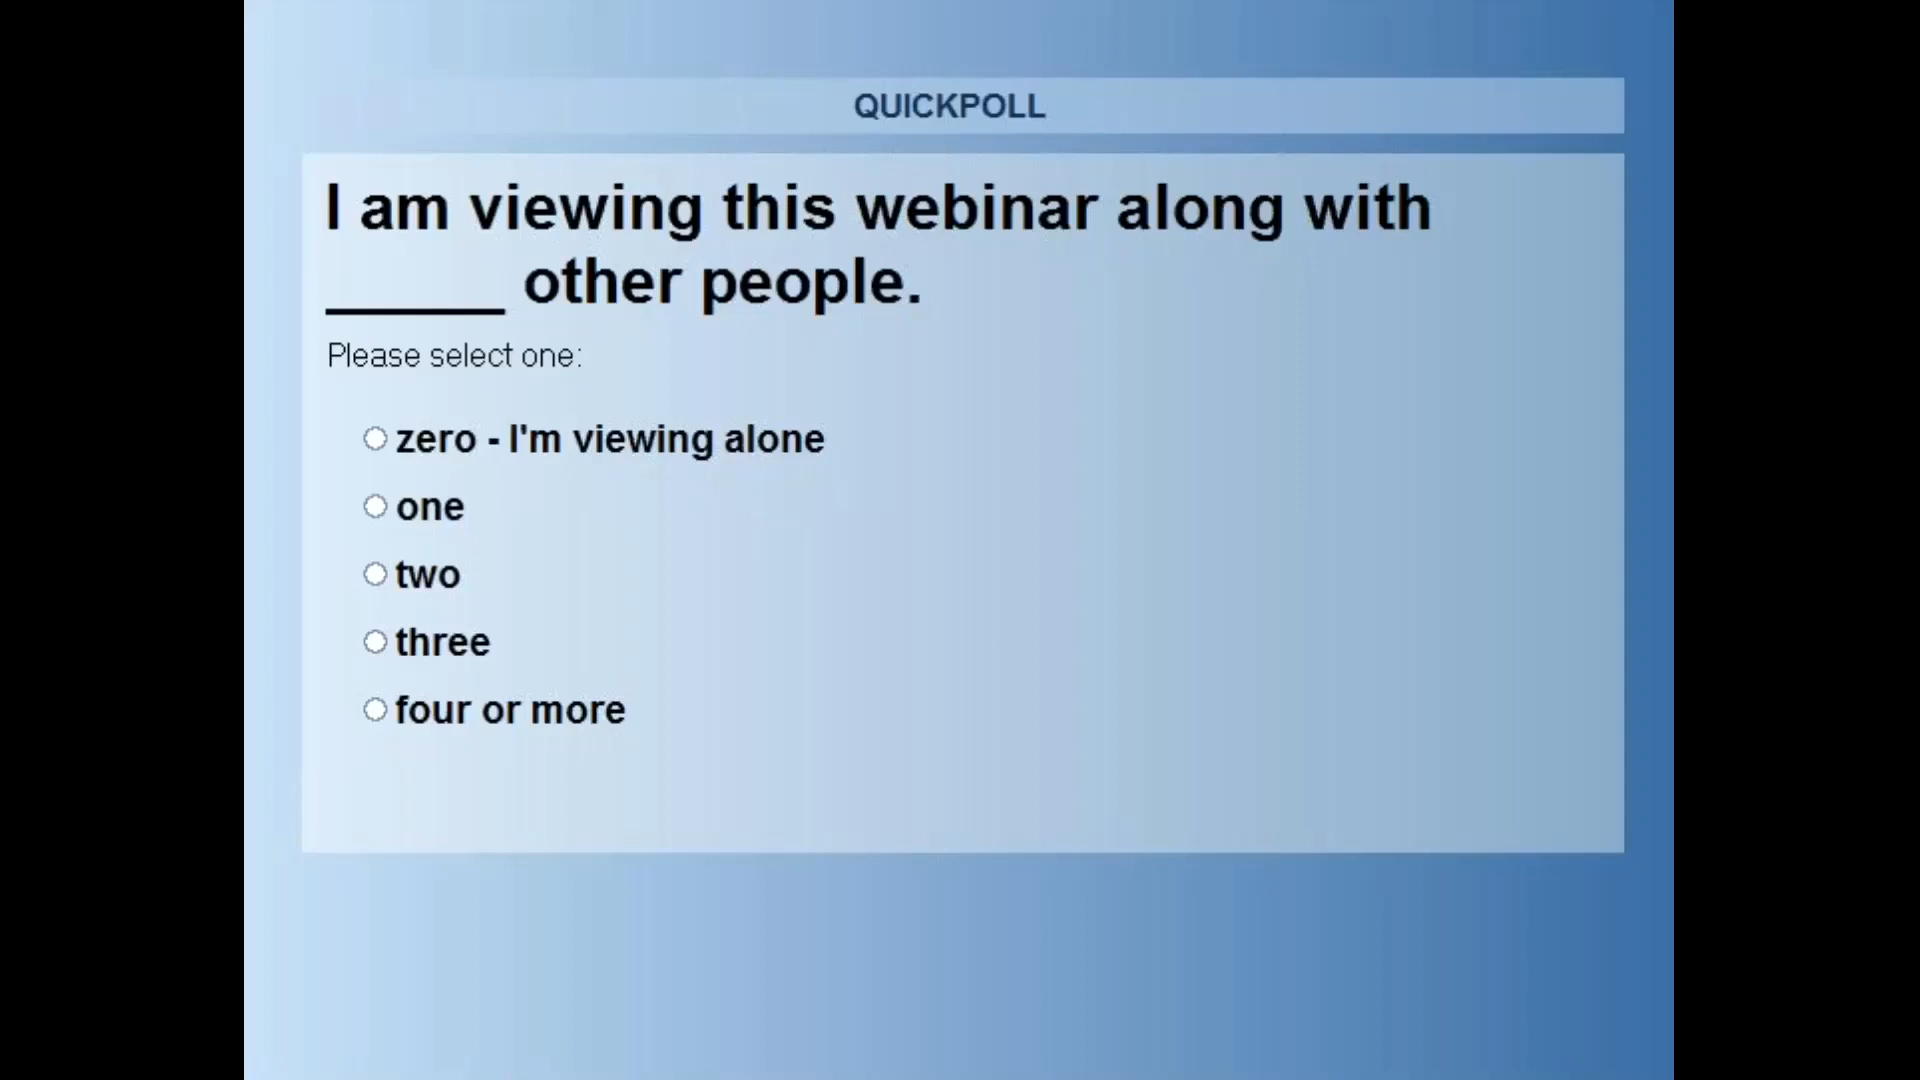 QUICKPOLL
I am viewing this webinar along with
_____ other people.
Please select one:
zero - I'm viewing alone
one
two
three
four or more